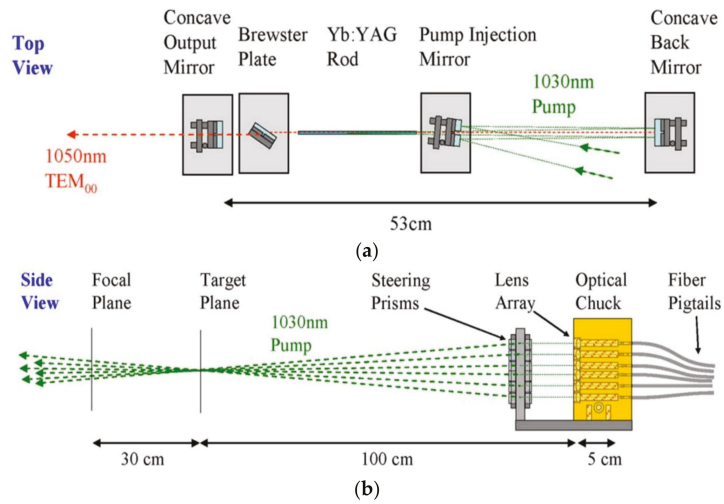 Top
View
Concave
Output
Mirror
Brewster
Plate
Yb:YAG
Rod
Pump Injection
Mirror
Concave
Back
Mirror
1030nm
Pump
1050nm
TEM00
53cm
(a)
Side
View
Focal
Plane
Target
Plane
1030nm
Pump
Steering
Prisms
Lens
Array
Optical
Chuck
Fiber
Pigtails
30 cm
100 cm
5 cm
(b)